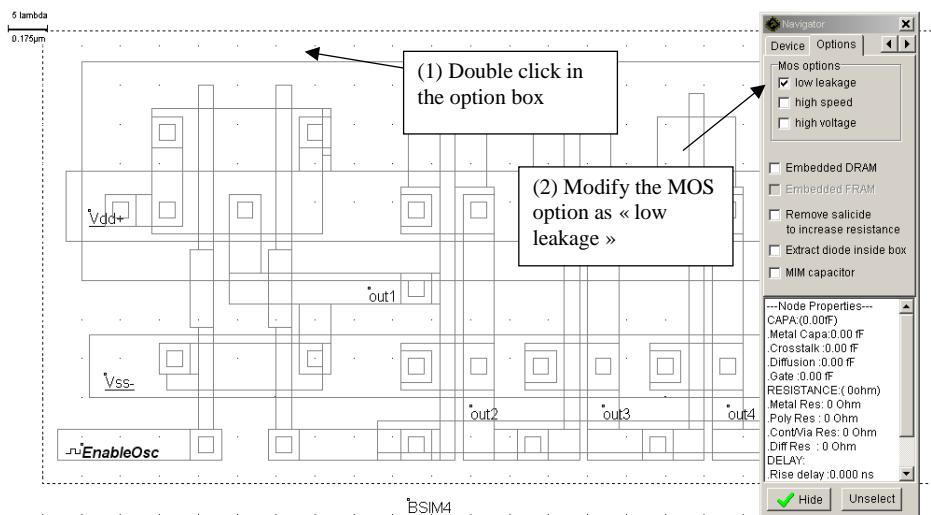 5 lambda
0.175µm
(1) Double click in
the option box
(2) Modify the MOS
option as « low
leakage »
Vdd+
out1
Vss-
out2
out3
out4
EnableOsc
BSIM4
Navigator
Device
Options
Mos options
low leakage
high speed
high voltage
Embedded DRAM
Embedded FRAM
Remove salicide
to increase resistance
Extract diode inside box
MIM capacitor
---Node Properties---
CAPA:(0.00fF)
.Metal Capa:0.00 fF
.Crosstalk :0.00 fF
.Diffusion :0.00 fF
.Gate :0.00 fF
RESISTANCE:( 0ohm)
.Metal Res: 0 Ohm
.Poly Res : 0 Ohm
.Cont/Via Res: 0 Ohm
.Diff Res : 0 Ohm
DELAY:
.Rise delay :0.000 ns
Hide
Unselect